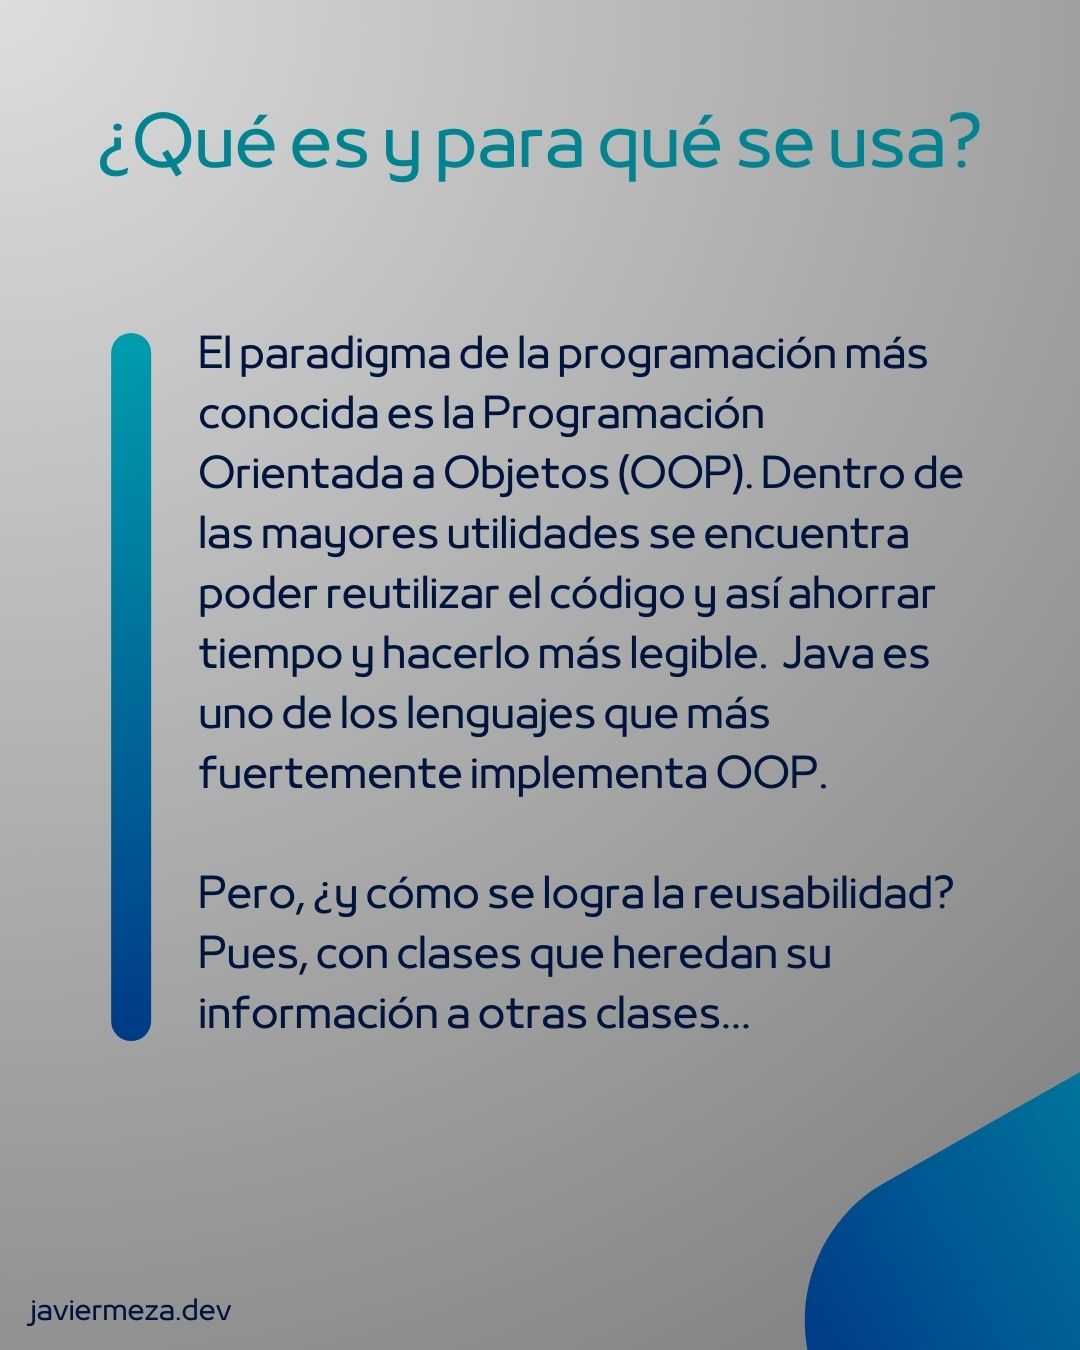 ¿Qué es y para qué se usa?
El paradigma de la programación más
conocida es la Programación
Orientada a Objetos (OOP). Dentro de
las mayores utilidades se encuentra
poder reutilizar el código y así ahorrar
tiempo y hacerlo más legible.  Java es
uno de los lenguajes que más
fuertemente implementa OOP.
Pero, ¿y cómo se logra la reusabilidad?
Pues, con clases que heredan su
información a otras clases...
javiermeza.dev